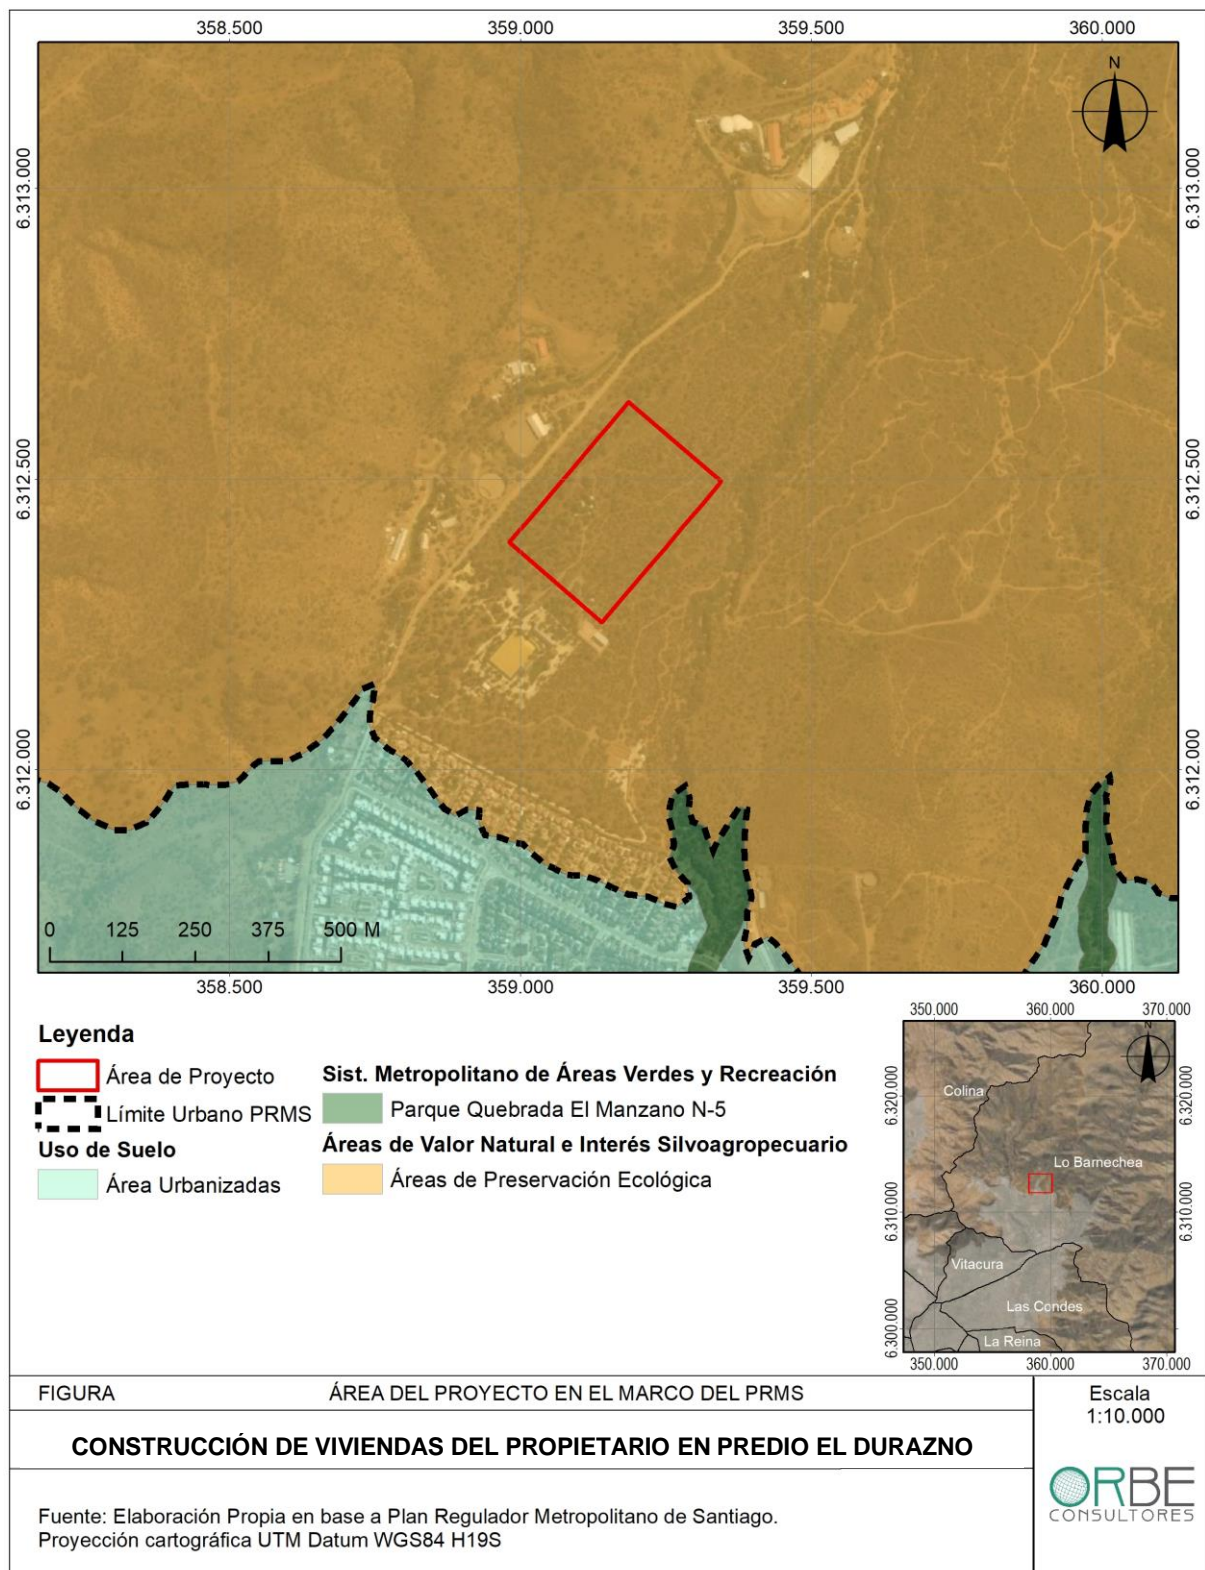 358.500 359.000 359.500 360.000
N
6.313.000 6.313.000
6.312.500 6.312.500
6.312.000 6.312.000
0 125 250 375 500 M
358.500 359.000 359.500 360.000
Leyenda
Área de Proyecto
Límite Urbano PRMS
Uso de Suelo
Área Urbanizadas
Sist. Metropolitano de Áreas Verdes y Recreación
Parque Quebrada El Manzano N-5
Áreas de Valor Natural e Interés Silvoagropecuario
Áreas de Preservación Ecológica
350.000 360.000 370.000
N
6.320.000 6.320.000
Colina
Lo Barnechea
6.310.000 6.310.000
Vitacura
Las Condes
La Reina
6.300.000 6.300.000
350.000 360.000 370.000
FIGURA ÁREA DEL PROYECTO EN EL MARCO DEL PRMS
Escala
1:10.000
CONSTRUCCIÓN DE VIVIENDAS DEL PROPIETARIO EN PREDIO EL DURAZNO
Fuente: Elaboración Propia en base a Plan Regulador Metropolitano de Santiago.
Proyección cartográfica UTM Datum WGS84 H19S
ORBE
CONSULTORES